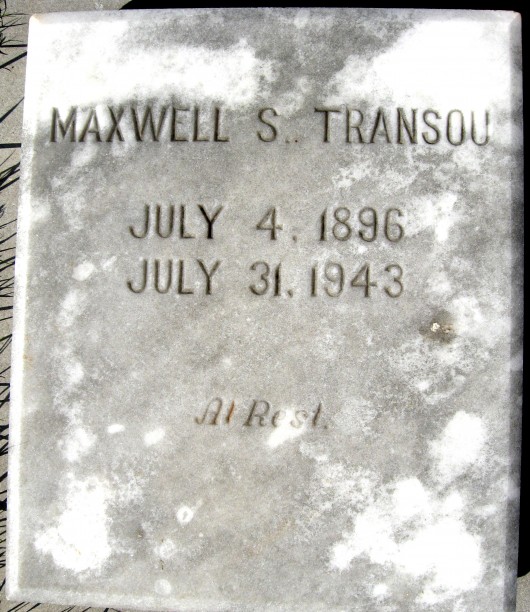 MAXWELL S. TRANSOU
JULY 4, 1896
JULY 31, 1943
At Rest.